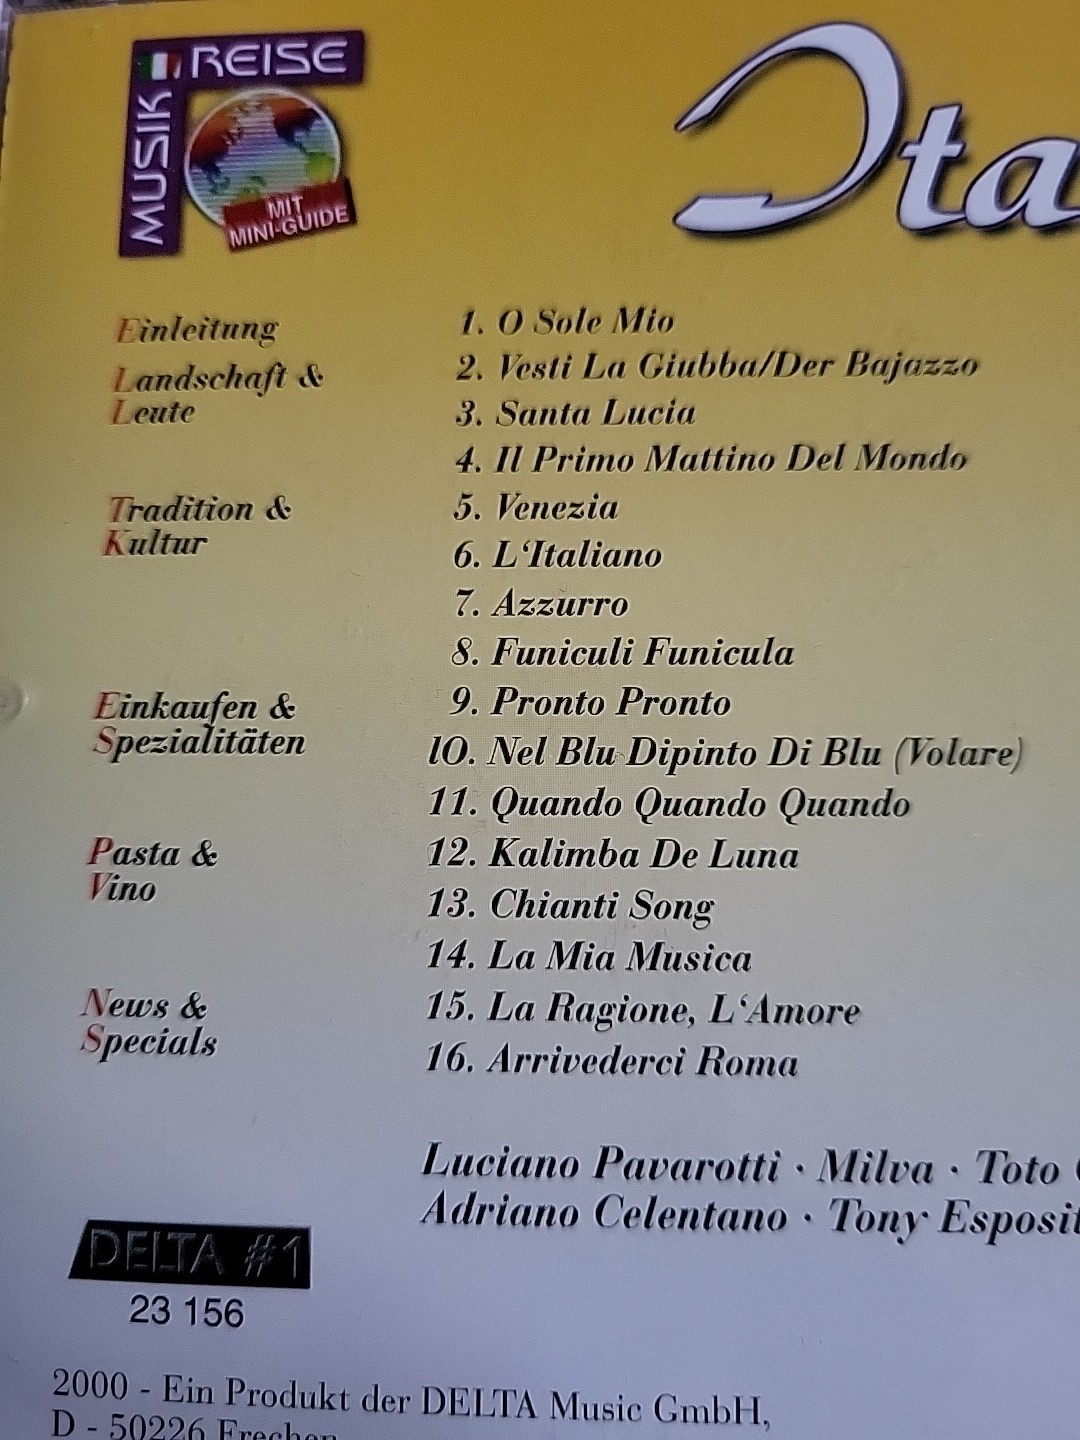 MUSIK REISE
MIT
MINI-GUIDE
Einleitung
Landschaft &
Leute
Tradition &
Kultur
Einkaufen &
Spezialitäten
Pasta &
Vino
News &
Specials
1. O Sole Mio
2. Vesti La Giubba/Der Bajazzo
3. Santa Lucia
4. Il Primo Mattino Del Mondo
5. Venezia
6. L‘Italiano
7. Azzurro
8. Funiculi Funicula
9. Pronto Pronto
10. Nel Blu Dipinto Di Blu (Volare)
11. Quando Quando Quando
12. Kalimba De Luna
13. Chianti Song
14. La Mia Musica
15. La Ragione, L‘Amore
16. Arrivederci Roma
Luciano Pavarotti · Milva · Toto
Adriano Celentano · Tony
DELTA #1
23 156
2000 - Ein Produkt der DELTA Music GmbH,
D - 50226 Frechen